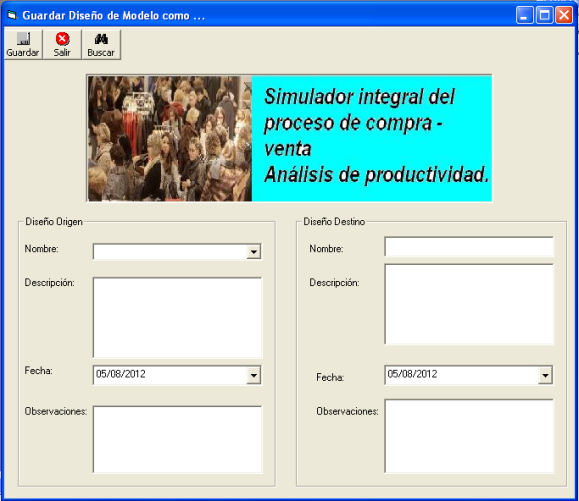 Guardar Diseño de Modelo como ...
Guardar Salir Buscar
Simulador integral del
proceso de compra -
venta
Análisis de productividad.
Diseño Origen
Nombre:
Descripción:
Fecha: 05/08/2012
Observaciones:
Diseño Destino
Nombre:
Descripción:
Fecha: 05/08/2012
Observaciones: